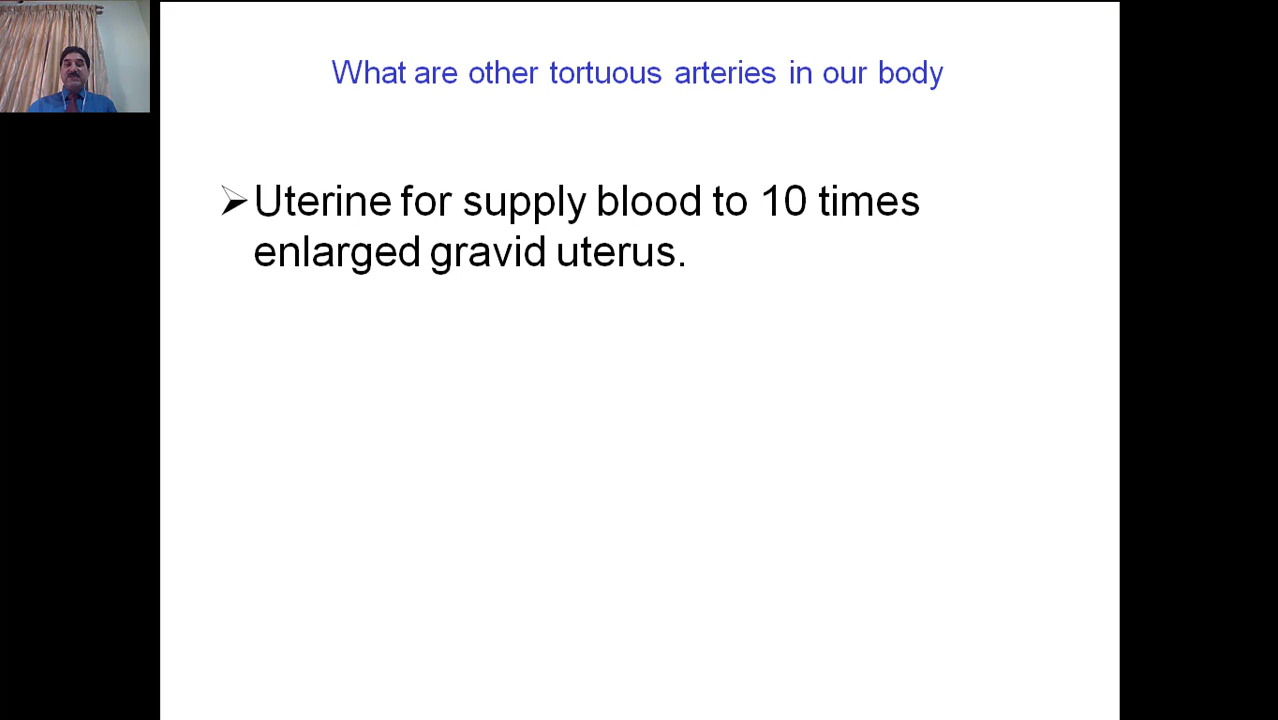 What are other tortuous arteries in our body
Uterine for supply blood to 10 times
enlarged gravid uterus.